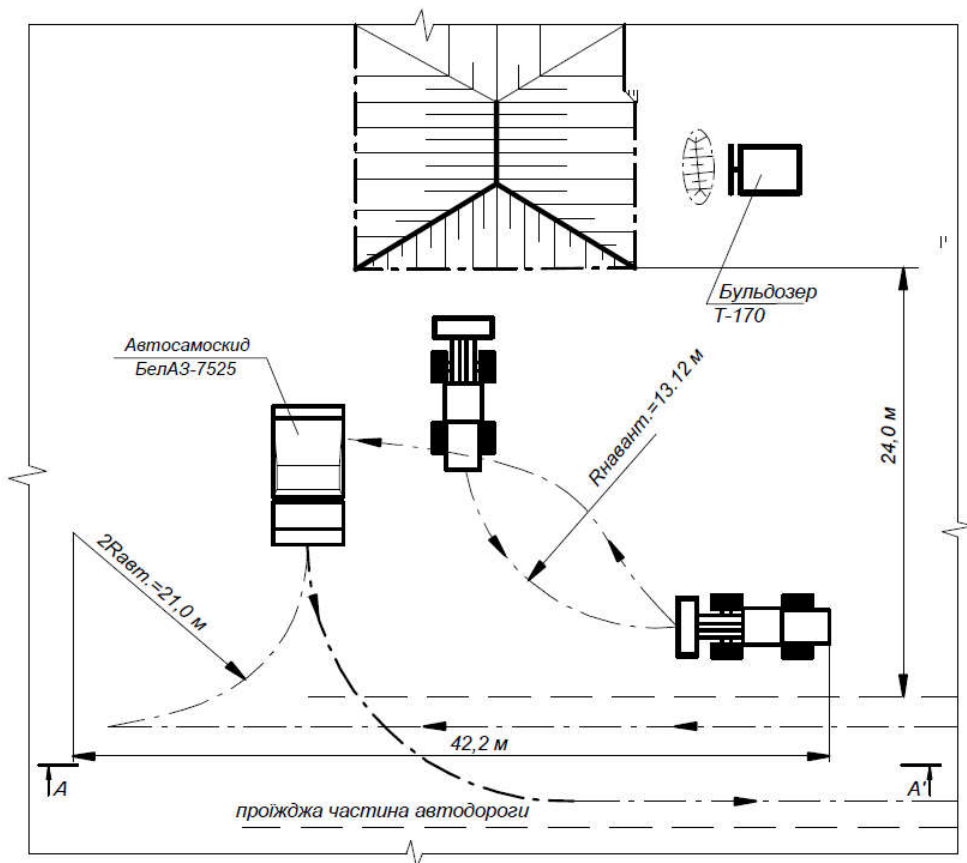 Бульдозер
Т-170
Автосамоскид
БелАЗ-7525
Rнавант.=13.12 м
24,0 м
2Rавт.=21,0 м
42,2 м
А
А'
проїжджа частина автодороги